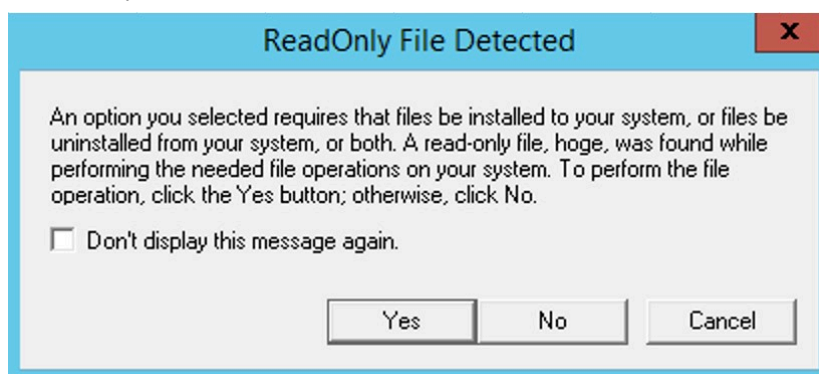 ReadOnly File Detected
x
An option you selected requires that files be installed to your system, or files be
uninstalled from your system, or both. A read-only file, hoge, was found while
performing the needed file operations on your system. To perform the file
operation, click the Yes button; otherwise, click No.
Don't display this message again.
Yes No Cancel